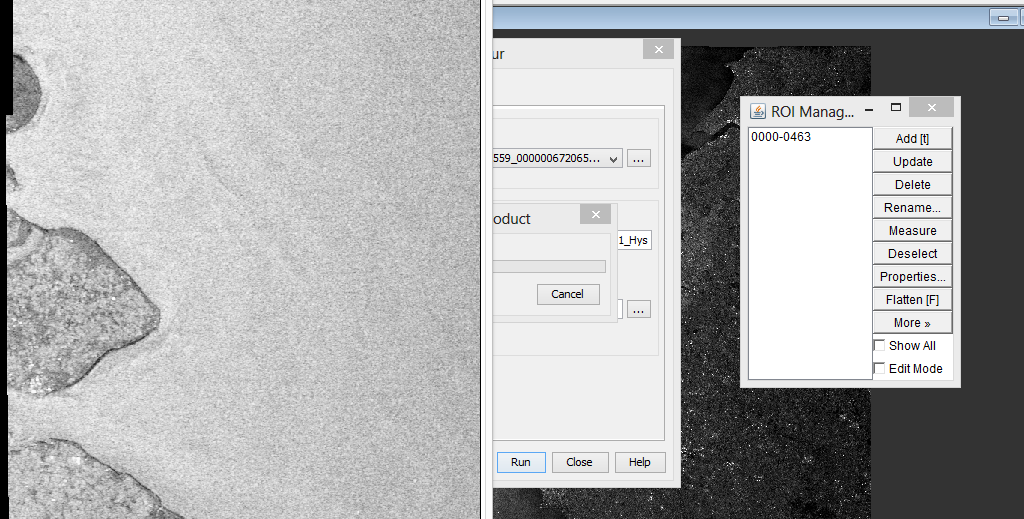 ur
559_000000672065...
...
oduct
1_Hys
Cancel
...
Run
Close
Help
ROI Manag...
0000-0463
Add [t]
Update
Delete
Rename...
Measure
Deselect
Properties...
Flatten [F]
More »
Show All
Edit Mode